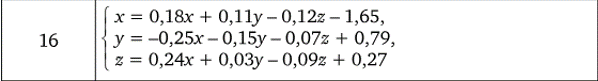 16
x = 0,18x + 0,11y – 0,12z – 1,65,
y = –0,25x – 0,15y – 0,07z + 0,79,
z = 0,24x + 0,03y – 0,09z + 0,27